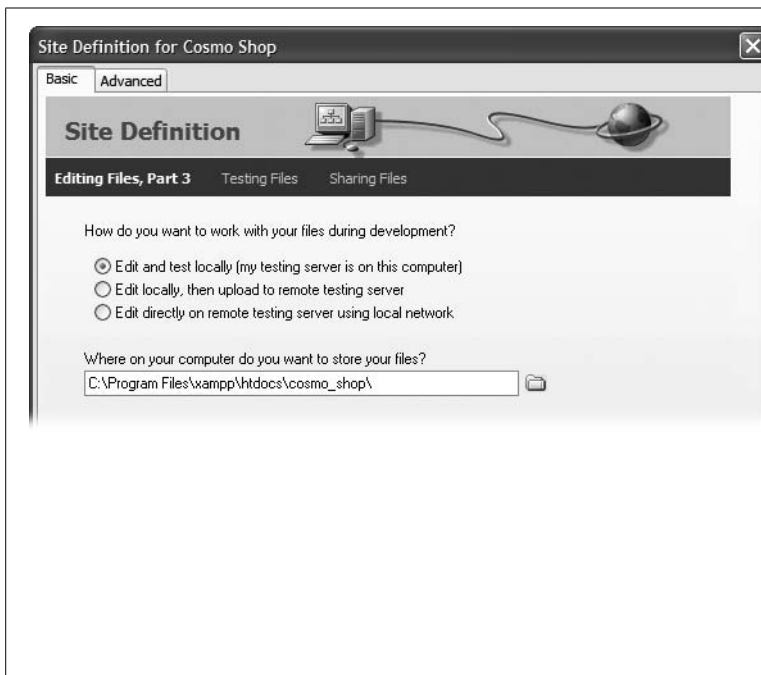 Site Definition for Cosmo Shop
Basic Advanced
Site Definition
Editing Files, Part 3 Testing Files Sharing Files
How do you want to work with your files during development?
Edit and test locally (my testing server is on this computer)
Edit locally, then upload to remote testing server
Edit directly on remote testing server using local network
Where on your computer do you want to store your files?
C:\Program Files\xampp\htdocs\cosmo_shop\